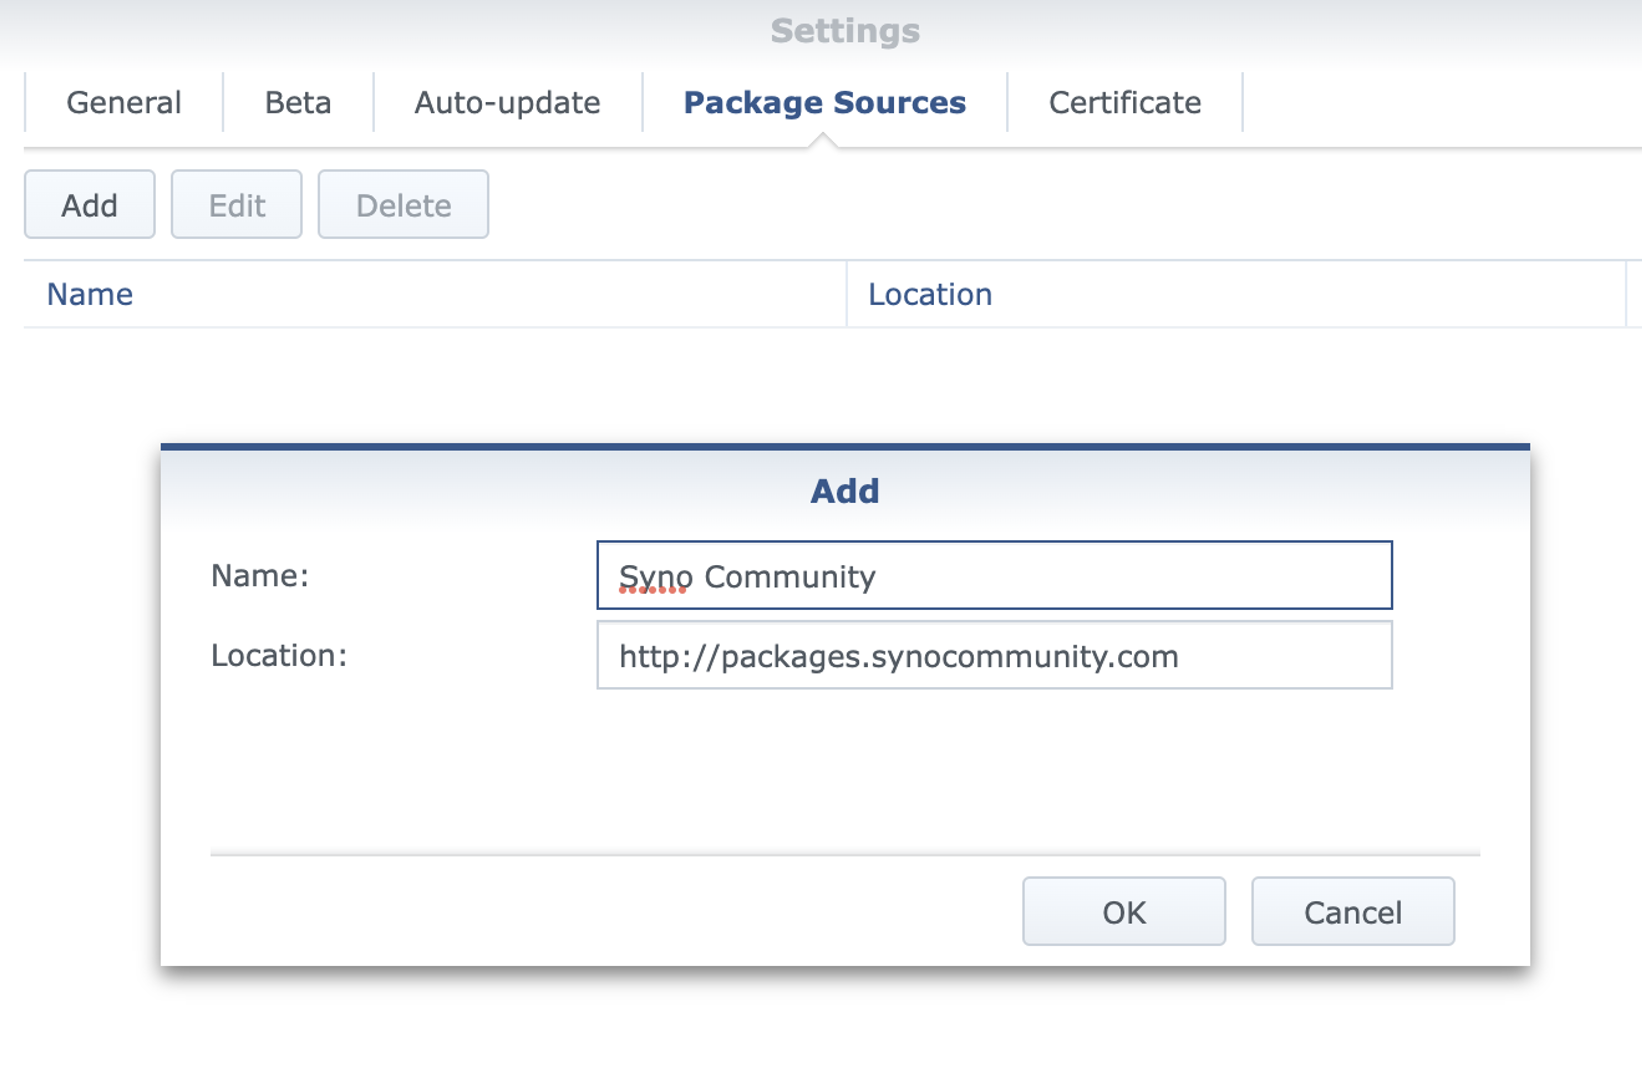 Settings
General Beta Auto-update Package Sources Certificate
Add Edit Delete
Name Location
Add
Name: Syno Community
Location: http://packages.synocommunity.com
OK Cancel